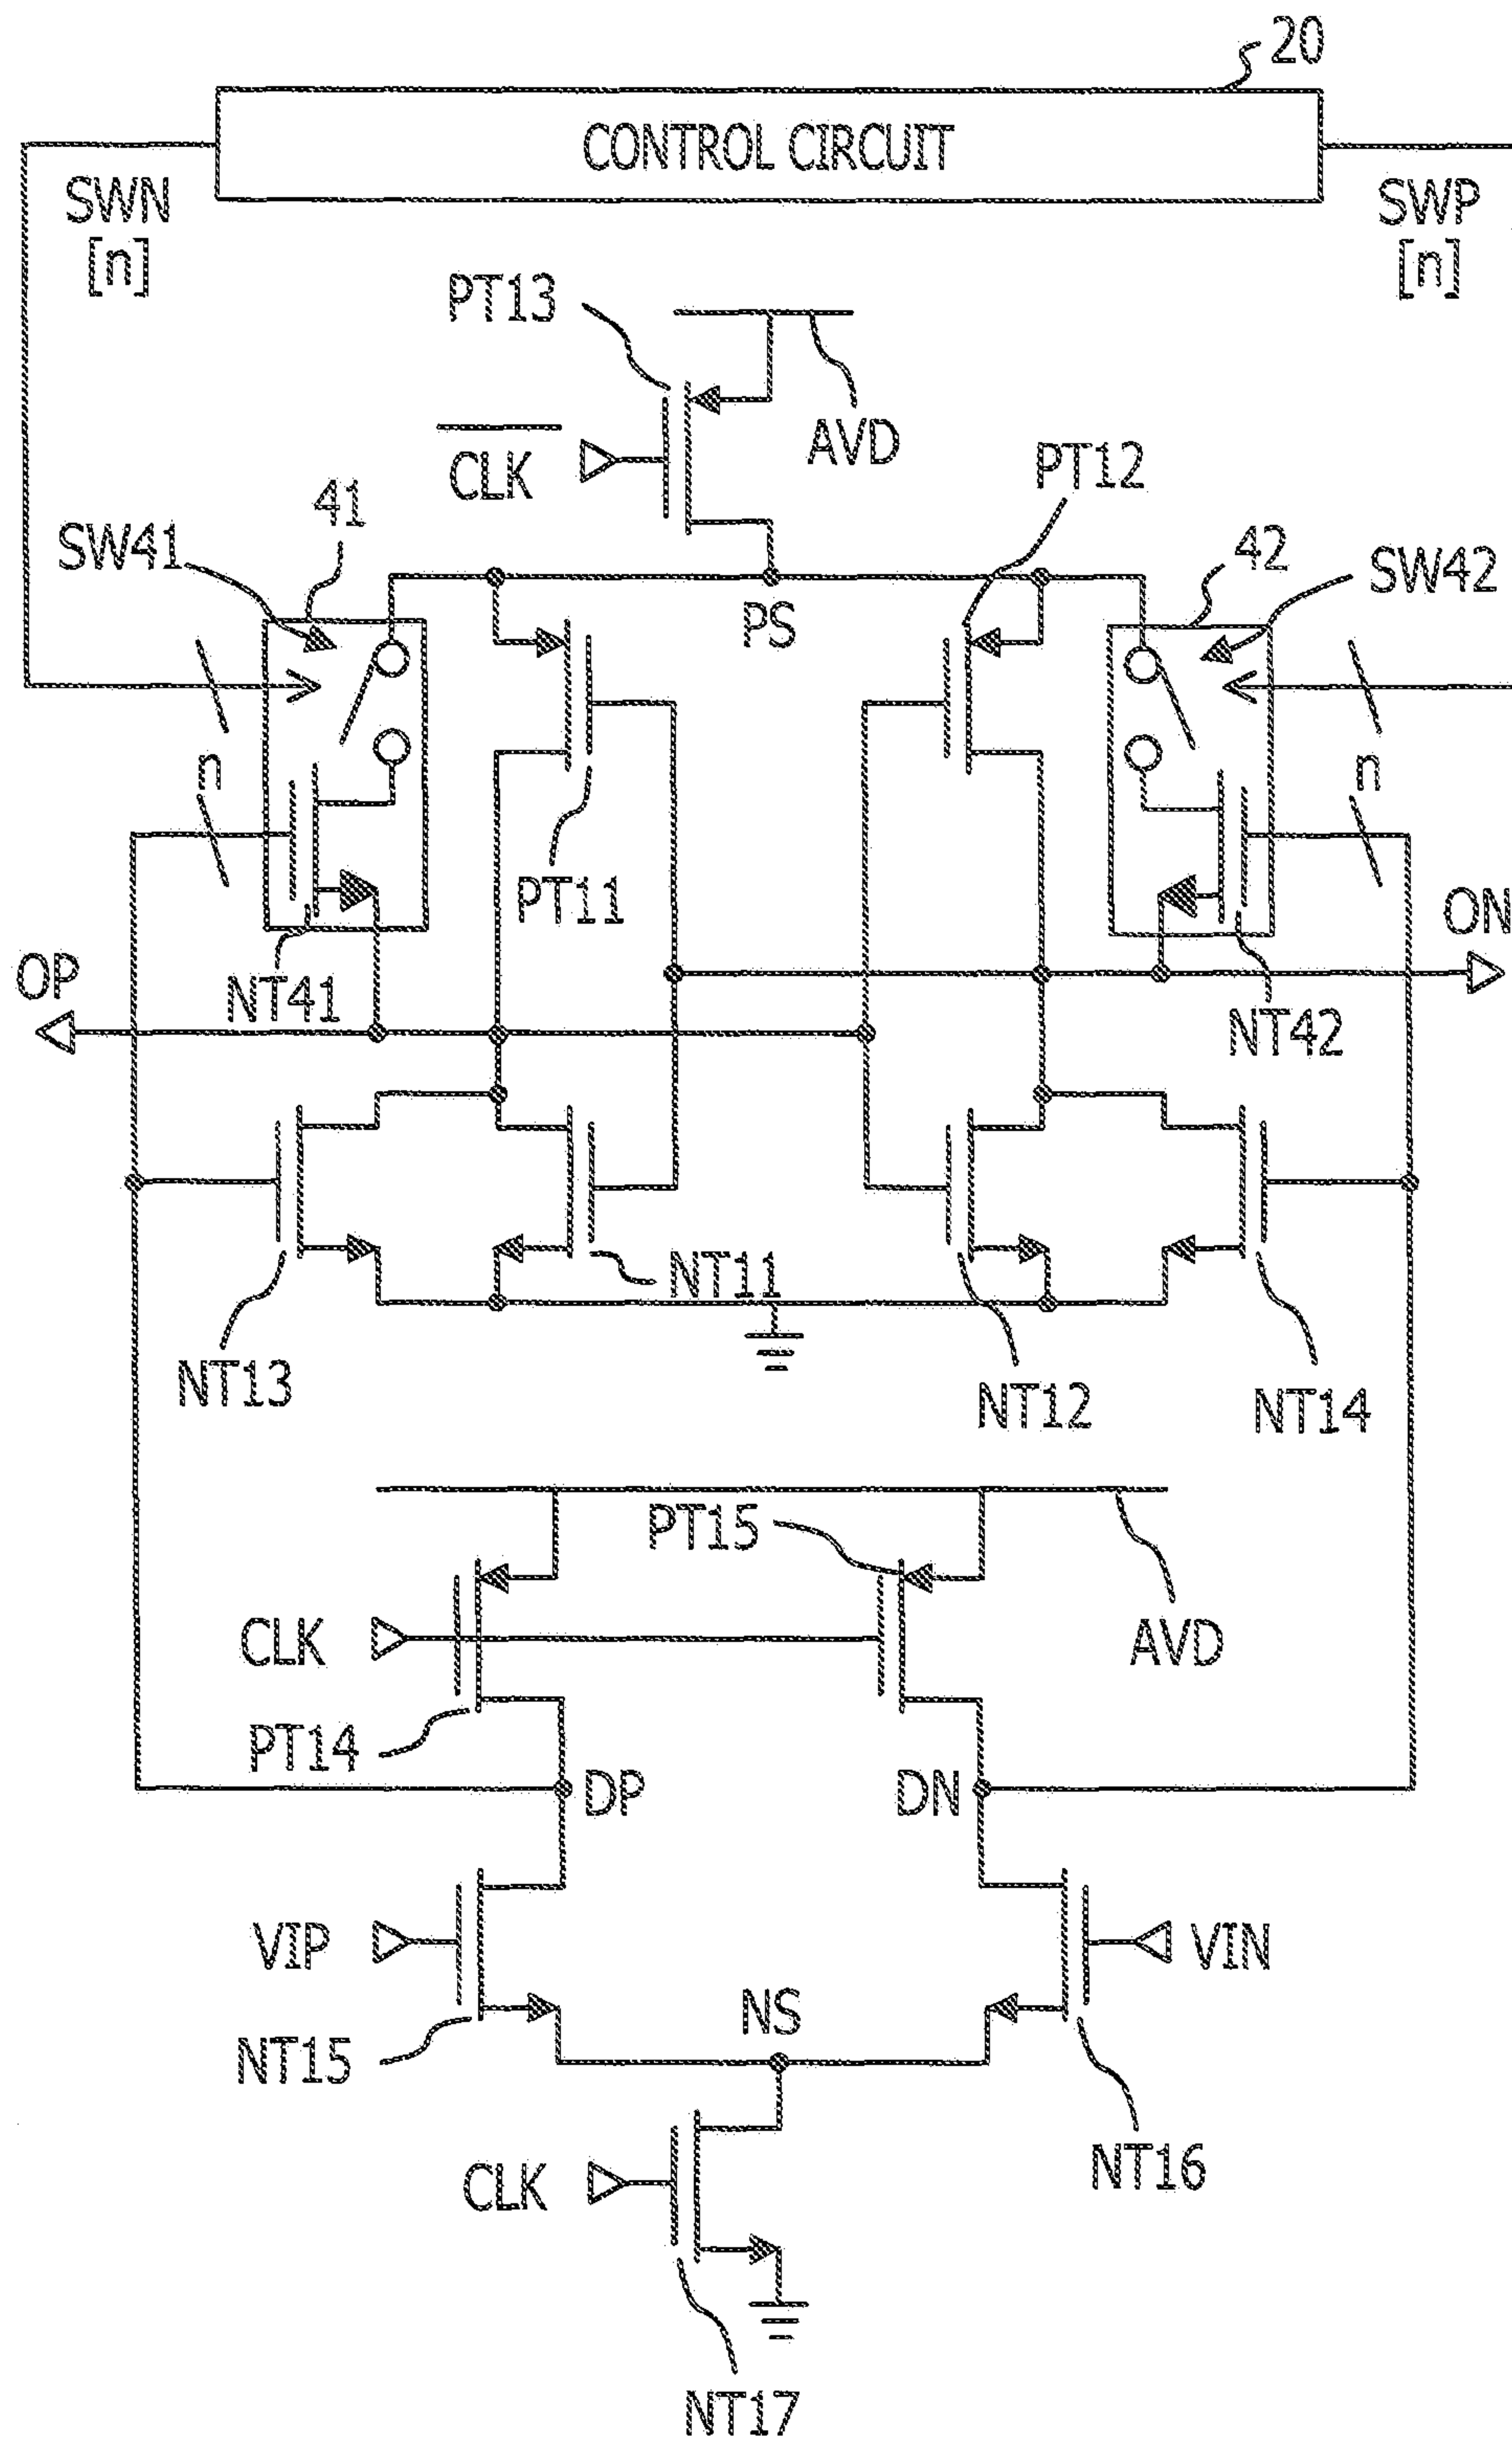 20
CONTROL CIRCUIT
SWN
[n]
SWP
[n]
PT13
AVD
CLK
PT12
41
SW41
42
SW42
PS
n
n
PT11
ON
OP
NT41
NT42
NT11
NT13
NT12
NT14
PT15
CLK
AVD
PT14
DP
DN
VIP
VIN
NS
NT15
NT16
CLK
NT17